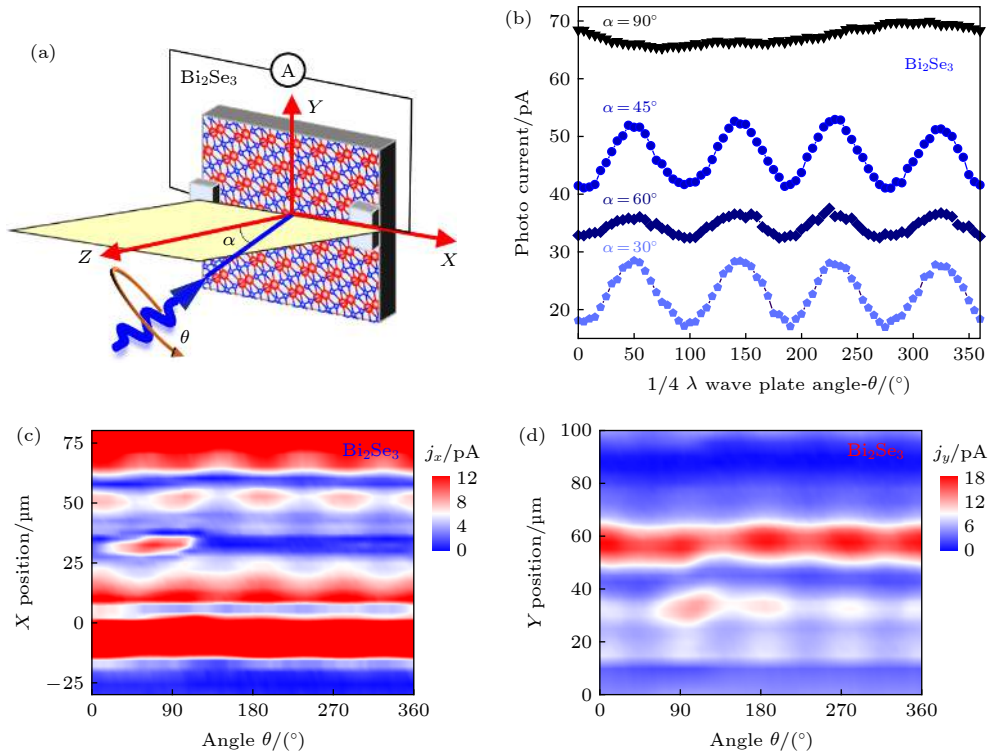 (a)
Bi₂Se₃
A
Y
X
Z
α
θ
(b)
Photo current/pA
70
60
50
40
30
20
α=90°
Bi₂Se₃
α=45°
α=60°
α=30°
0 50 100 150 200 250 300 350
1/4 λ wave plate angle-θ/(°)
(c)
X position/μm
75
50
25
0
−25
Bi₂Se₃
jₓ/pA
12
8
4
0
0 90 180 270 360
Angle θ/(°)
(d)
Y position/μm
100
80
60
40
20
0
Bi₂Se₃
j_y/pA
18
12
6
0
0 90 180 270 360
Angle θ/(°)